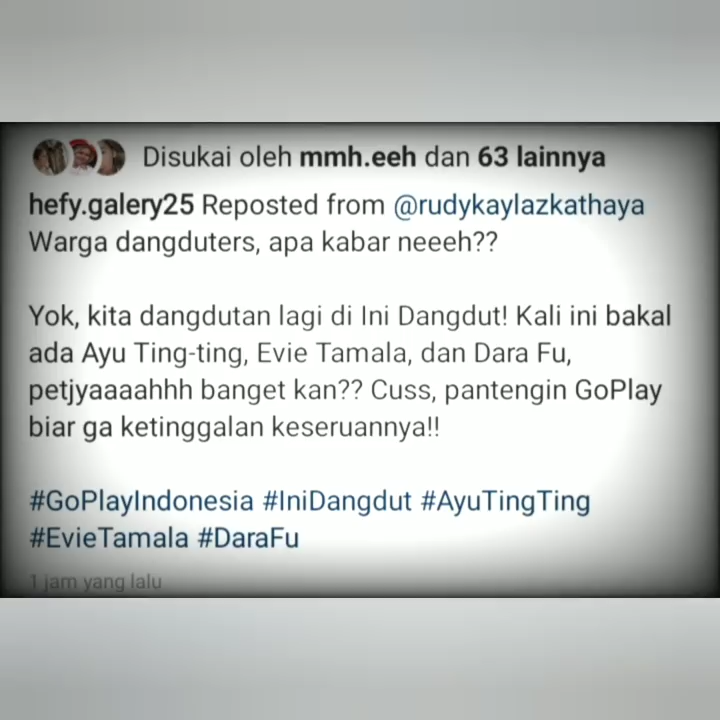 Disukai oleh mmh.eeh dan 63 lainnya
hefy.galery25 Reposted from @rudykaylazkathaya
Warga dangduters, apa kabar neeeh??
Yok, kita dangdutan lagi di Ini Dangdut! Kali ini bakal
ada Ayu Ting-ting, Evie Tamala, dan Dara Fu,
petjyaaaahhh banget kan?? Cuss, pantengin GoPlay
biar ga ketinggalan keseruannya!!
#GoPlayIndonesia #IniDangdut #AyuTingTing
#EvieTamala #DaraFu
1 jam yang lalu